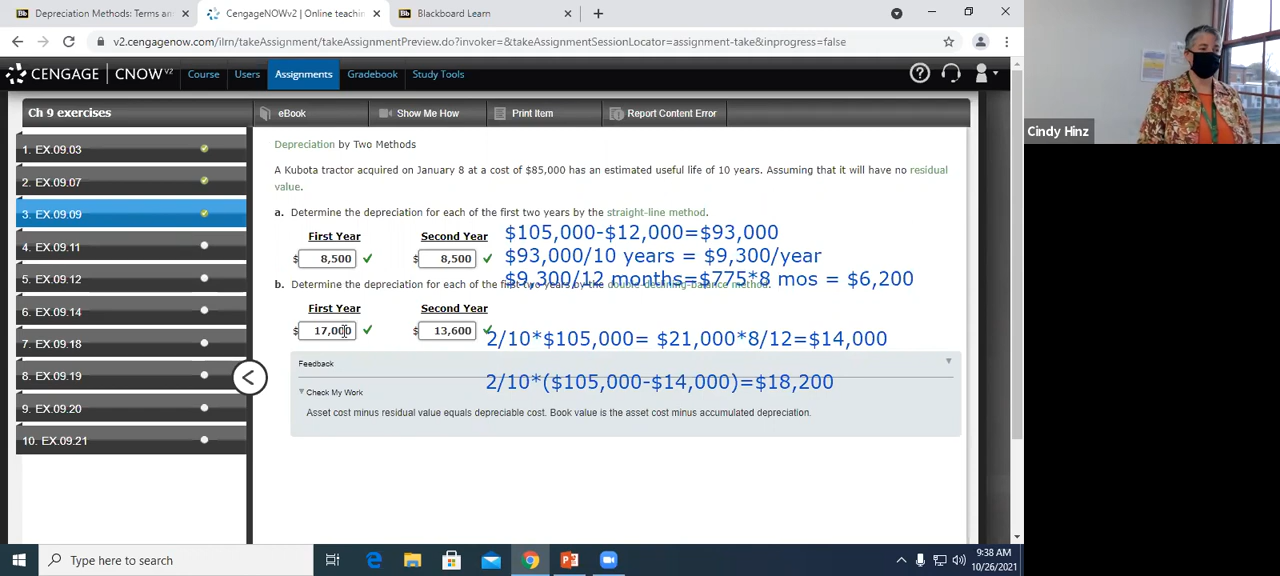 Depreciation Methods: Terms an
CengageNOWv2 | Online teachin
Blackboard Learn
v2.cengagenow.com/ilrn/takeAssignment/takeAssignmentPreview.do?invoker=&takeAssignmentSessionLocator=assignment-take&inprogress=false
CENGAGE | CNOWv2 Course Users Assignments Gradebook Study Tools
Cindy Hinz
Ch 9 exercises
eBook Show Me How Print Item Report Content Error
1. EX.09.03
2. EX.09.07
3. EX.09.09
4. EX.09.11
5. EX.09.12
6. EX.09.14
7. EX.09.18
8. EX.09.19
9. EX.09.20
10. EX.09.21
Depreciation by Two Methods
A Kubota tractor acquired on January 8 at a cost of $85,000 has an estimated useful life of 10 years. Assuming that it will have no residual
value.
a. Determine the depreciation for each of the first two years by the straight-line method.
First Year Second Year
$105,000-$12,000=$93,000
$ 8,500 $ 8,500
$93,000/10 years = $9,300/year
$9,300/12 months=$775*8 mos = $6,200
b. Determine the depreciation for each of the first two years by the double-declining-balance method.
First Year Second Year
$ 17,000 $ 13,600
2/10*$105,000= $21,000*8/12=$14,000
Feedback
2/10*($105,000-$14,000)=$18,200
Check My Work
Asset cost minus residual value equals depreciable cost. Book value is the asset cost minus accumulated depreciation.
Type here to search
9:38 AM
10/26/2021